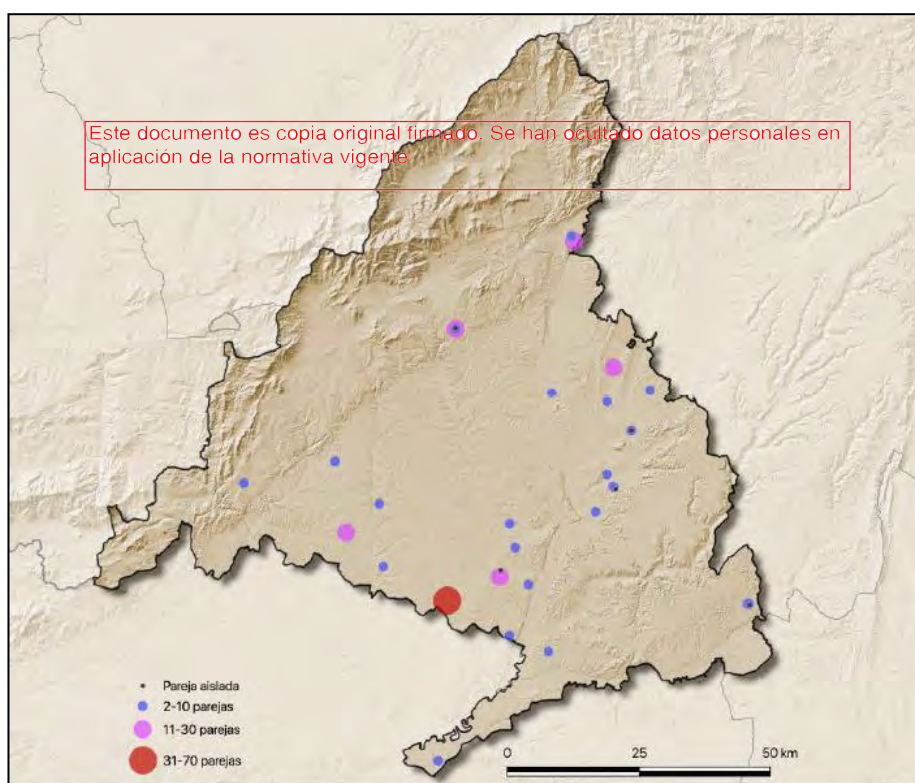 Este documento es copia original firmado. Se han ocultado datos personales en
aplicación de la normativa vigente
Pareja aislada
2-10 parejas
11-30 parejas
31-70 parejas
0 25 50 km